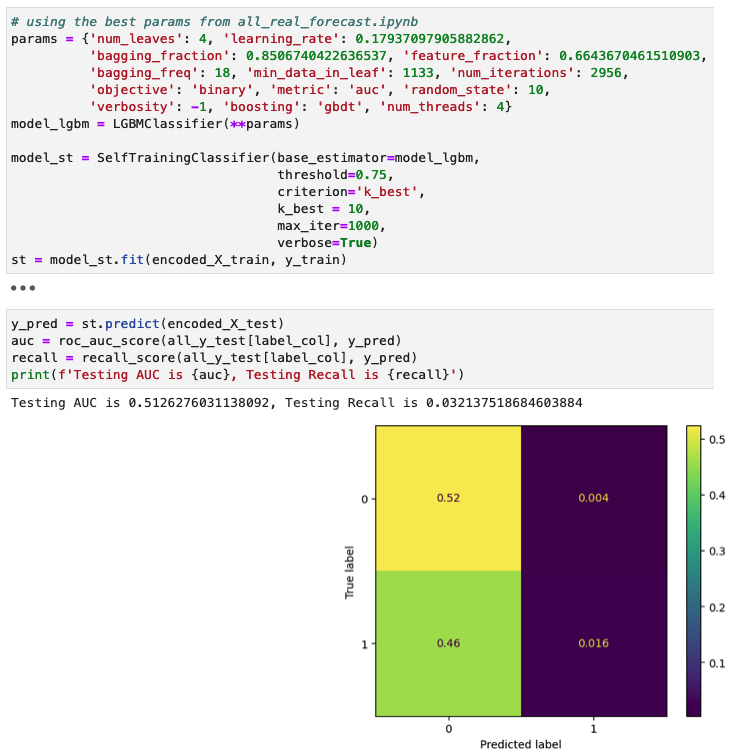 # using the best params from all_real_forecast.ipynb
params = {'num_leaves': 4, 'learning_rate': 0.17937097905882862,
'bagging_fraction': 0.8506740422636537, 'feature_fraction': 0.6643670461510903,
'bagging_freq': 18, 'min_data_in_leaf': 1133, 'num_iterations': 2956,
'objective': 'binary', 'metric': 'auc', 'random_state': 10,
'verbosity': -1, 'boosting': 'gbdt', 'num_threads': 4}
model_lgbm = LGBMClassifier(**params)
model_st = SelfTrainingClassifier(base_estimator=model_lgbm,
threshold=0.75,
criterion='k_best',
k_best = 10,
max_iter=1000,
verbose=True)
st = model_st.fit(encoded_X_train, y_train)
y_pred = st.predict(encoded_X_test)
auc = roc_auc_score(all_y_test[label_col], y_pred)
recall = recall_score(all_y_test[label_col], y_pred)
print(f'Testing AUC is {auc}, Testing Recall is {recall}')
Testing AUC is 0.5126276031138092, Testing Recall is 0.032137518684603884
0.5
0
0.52
0.004
0.4
0.3
True label
0.2
1
0.46
0.016
0.1
0
1
Predicted label